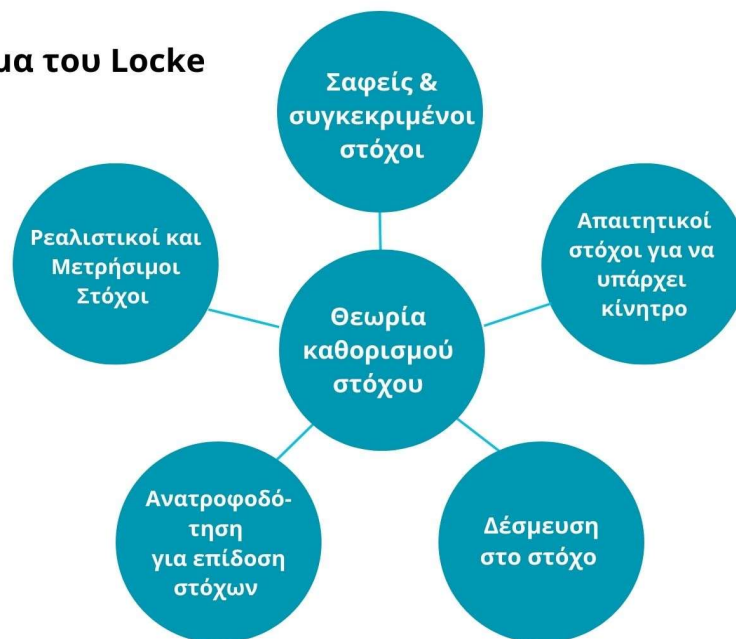 του Locke
Σαφείς &
συγκεκριμένοι
στόχοι
Απαιτητικοί
στόχοι για να
υπάρχει
κίνητρο
Δέσμευση
στο στόχο
Ανατροφοδό-
τηση
για επίδοση
στόχων
Ρεαλιστικοί και
Μετρήσιμοι
Στόχοι
Θεωρία
καθορισμού
στόχου